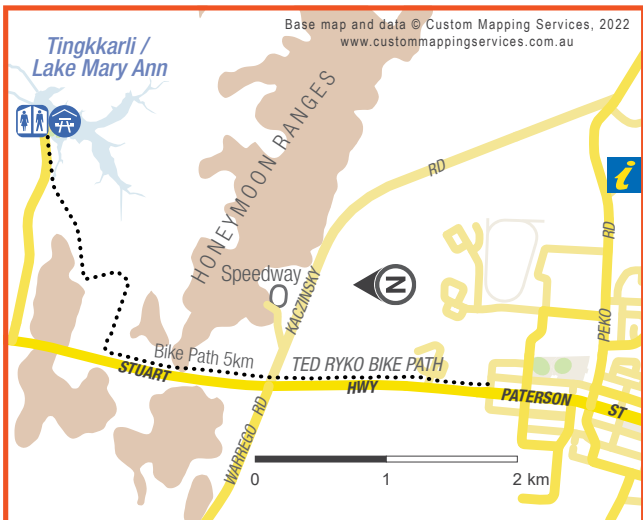 Base map and data © Custom Mapping Services, 2022
www.custommappingservices.com.au
Tingkkarli /
Lake Mary Ann
HONEYMOON RANGES
RD
i
Speedway
KACZINSKY
N
RD
PEKO
Bike Path 5km
TED RYKO BIKE PATH
STUART
HWY
PATERSON
ST
WARREGO RD
0 1 2 km